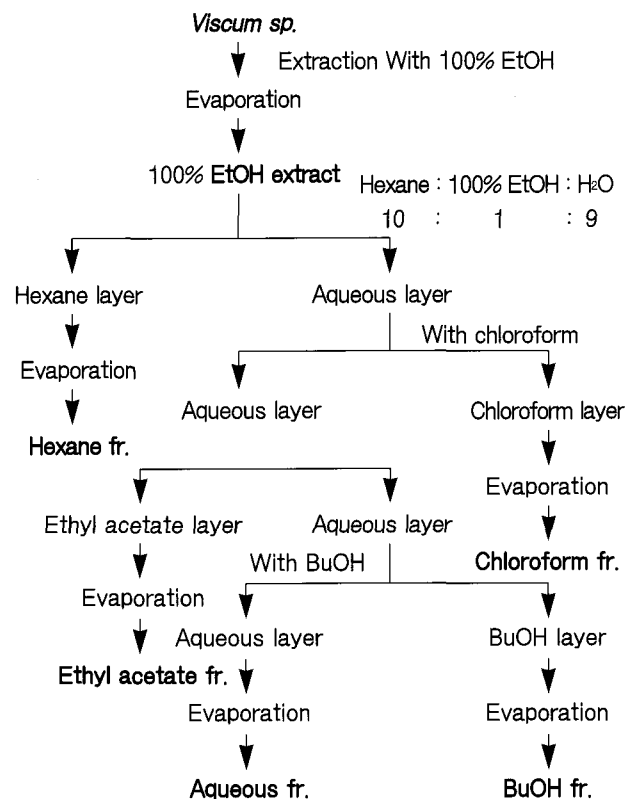 Viscum sp.
Extraction With 100% EtOH
Evaporation
100% EtOH extract
Hexane : 100% EtOH : H2O
10 : 1 : 9
Hexane layer
Aqueous layer
With chloroform
Evaporation
Aqueous layer
Chloroform layer
Hexane fr.
Evaporation
Ethyl acetate layer
Aqueous layer
With BuOH
Chloroform fr.
Evaporation
Aqueous layer
BuOH layer
Ethyl acetate fr.
Evaporation
Evaporation
Aqueous fr.
BuOH fr.